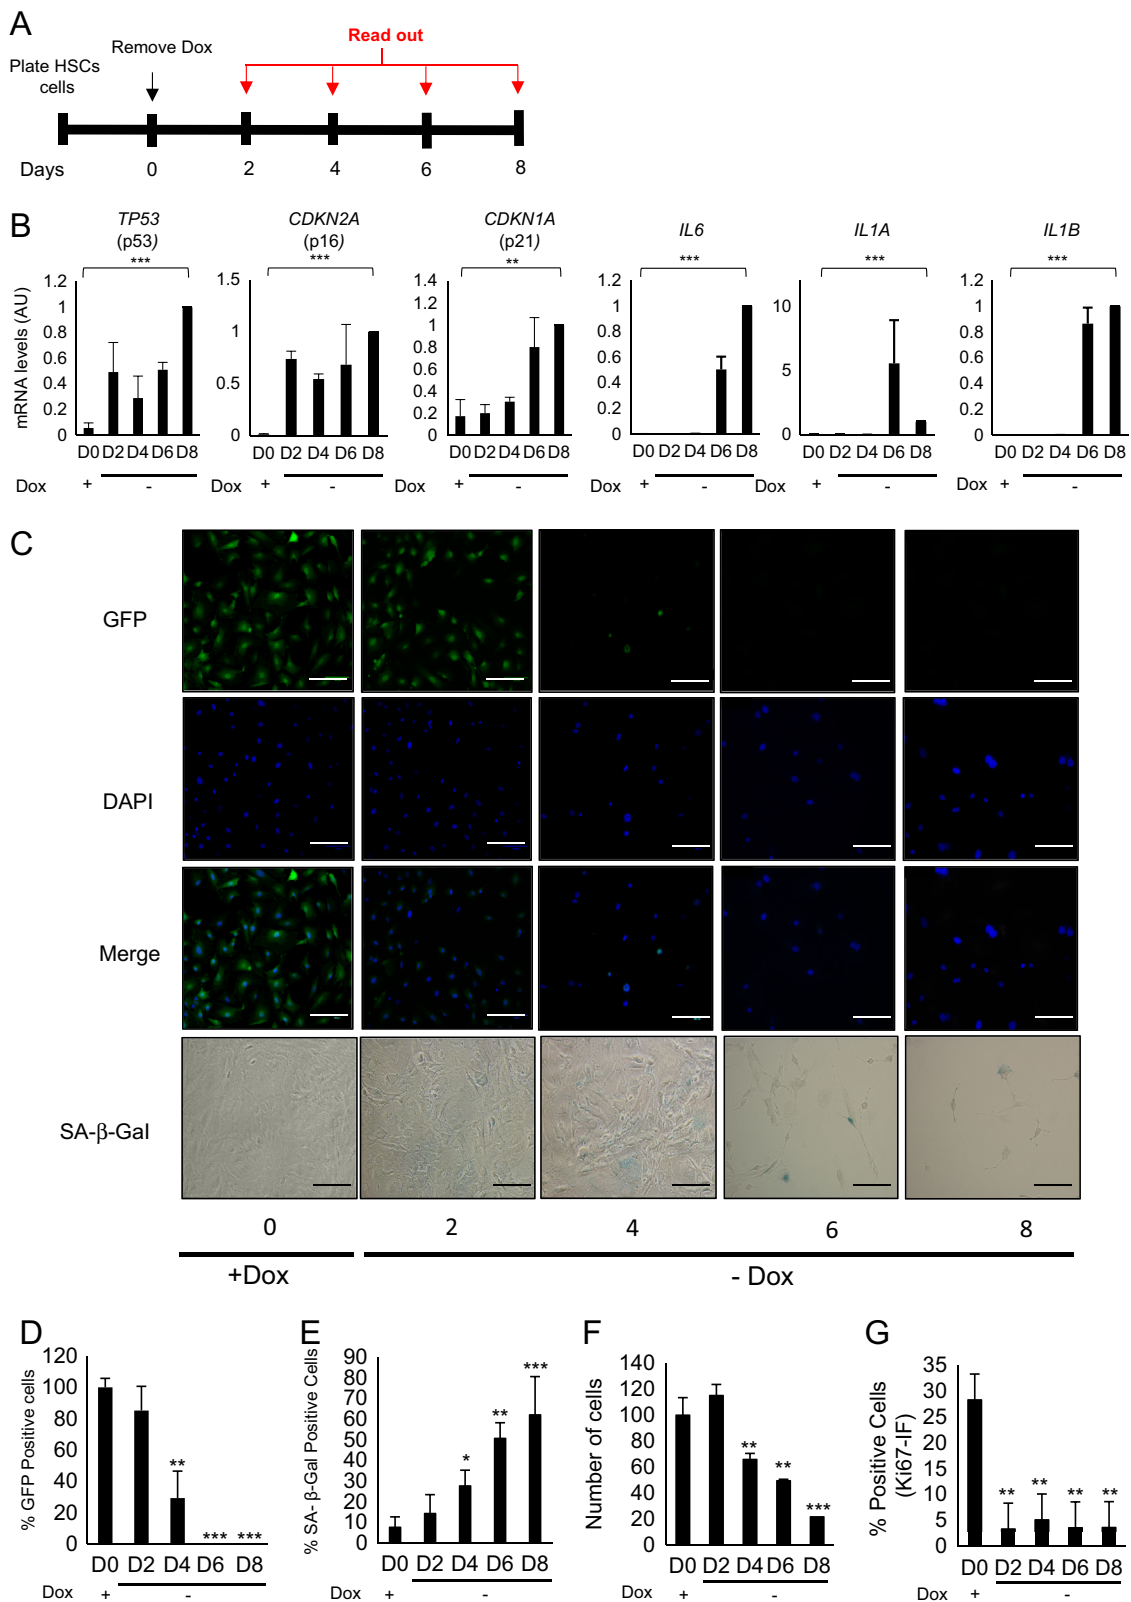 A
Remove Dox
Read out
Plate HSCs
cells
Days 0 2 4 6 8
B
TP53
(p53)
***
mRNA levels (AU)
1.2
1
0.8
0.6
0.4
0.2
0
D0 D2 D4 D6 D8
Dox + -
CDKN2A
(p16)
***
1.5
1
0.5
0
D0 D2 D4 D6 D8
Dox + -
CDKN1A
(p21)
**
1.4
1.2
1
0.8
0.6
0.4
0.2
0
D0 D2 D4 D6 D8
Dox + -
IL6
***
1.2
1
0.8
0.6
0.4
0.2
0
D0 D2 D4 D6 D8
Dox + -
IL1A
***
10
5
0
D0 D2 D4 D6 D8
Dox + -
IL1B
***
1.2
1
0.8
0.6
0.4
0.2
0
D0 D2 D4 D6 D8
Dox + -
C
GFP
DAPI
Merge
SA-β-Gal
0 2 4 6 8
+Dox - Dox
D
% GFP Positive cells
120
100
80
60
40
20
0
** *** ***
D0 D2 D4 D6 D8
Dox + -
E
% SA- β-Gal Positive Cells
90
80
70
60
50
40
30
20
10
0
* ** ***
D0 D2 D4 D6 D8
Dox + -
F
Number of cells
140
120
100
80
60
40
20
0
** ** ***
D0 D2 D4 D6 D8
Dox + -
G
% Positive Cells
(Ki67-IF)
35
30
25
20
15
10
5
0
** ** ** **
D0 D2 D4 D6 D8
Dox + -